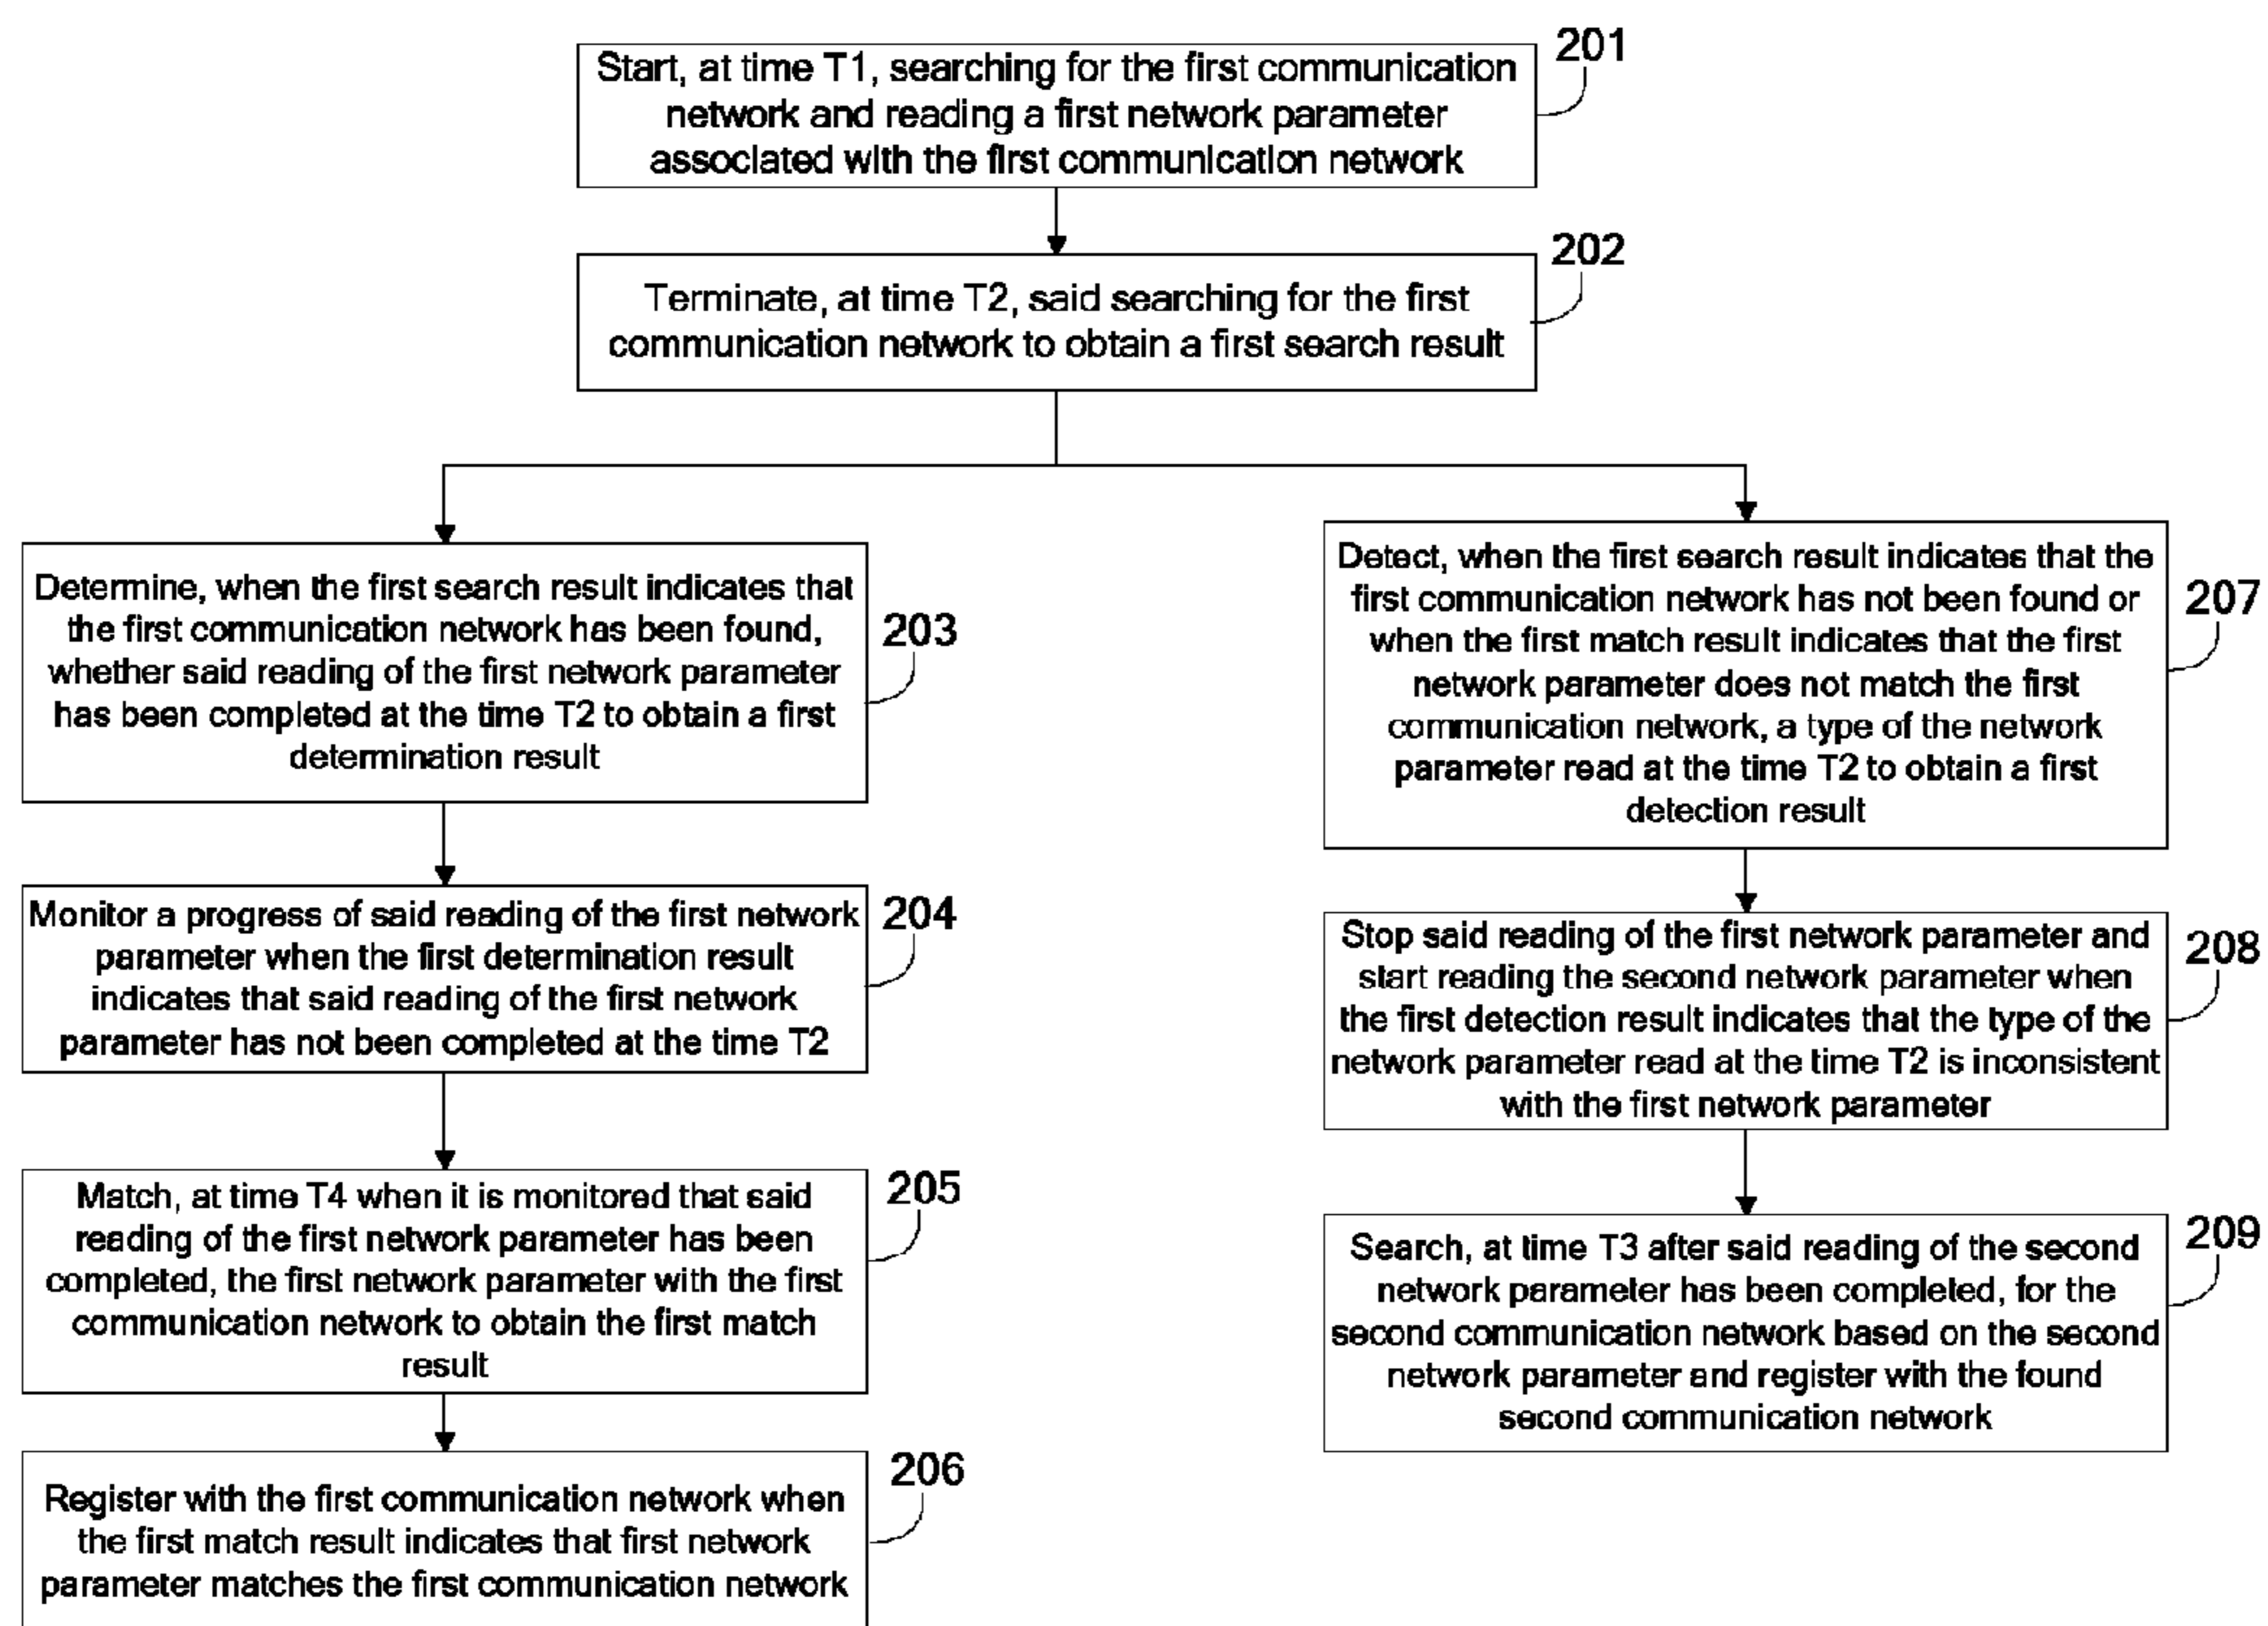 Start, at time T1, searching for the first communication
network and reading a first network parameter
associated with the first communication network
201
Terminate, at time T2, said searching for the first
communication network to obtain a first search result
202
Determine, when the first search result indicates that
the first communication network has been found,
whether said reading of the first network parameter
has been completed at the time T2 to obtain a first
determination result
203
Monitor a progress of said reading of the first network
parameter when the first determination result
indicates that said reading of the first network
parameter has not been completed at the time T2
204
Match, at time T4 when it is monitored that said
reading of the first network parameter has been
completed, the first network parameter with the first
communication network to obtain the first match
result
205
Register with the first communication network when
the first match result indicates that first network
parameter matches the first communication network
206
Detect, when the first search result indicates that the
first communication network has not been found or
when the first match result indicates that the first
network parameter does not match the first
communication network, a type of the network
parameter read at the time T2 to obtain a first
detection result
207
Stop said reading of the first network parameter and
start reading the second network parameter when
the first detection result indicates that the type of the
network parameter read at the time T2 is inconsistent
with the first network parameter
208
Search, at time T3 after said reading of the second
network parameter has been completed, for the
second communication network based on the second
network parameter and register with the found
second communication network
209